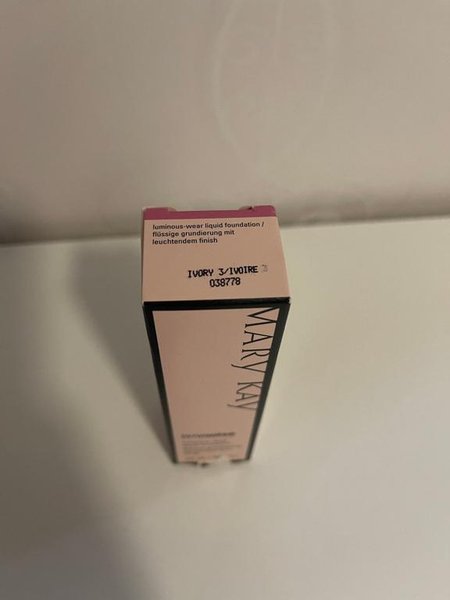 luminous-wear liquid foundation /
flüssige grundierung mit
leuchtendem finish
IVORY 3/IVOIRE 3
038778
MARY KAY